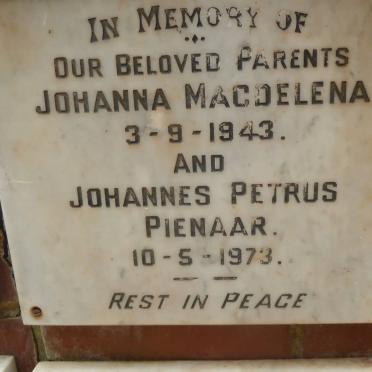 IN MEMORY OF
OUR BELOVED PARENTS
JOHANNA MAGDELENA
3-9-1943.
AND
JOHANNES PETRUS
PIENAAR.
10-5-1973.
REST IN PEACE